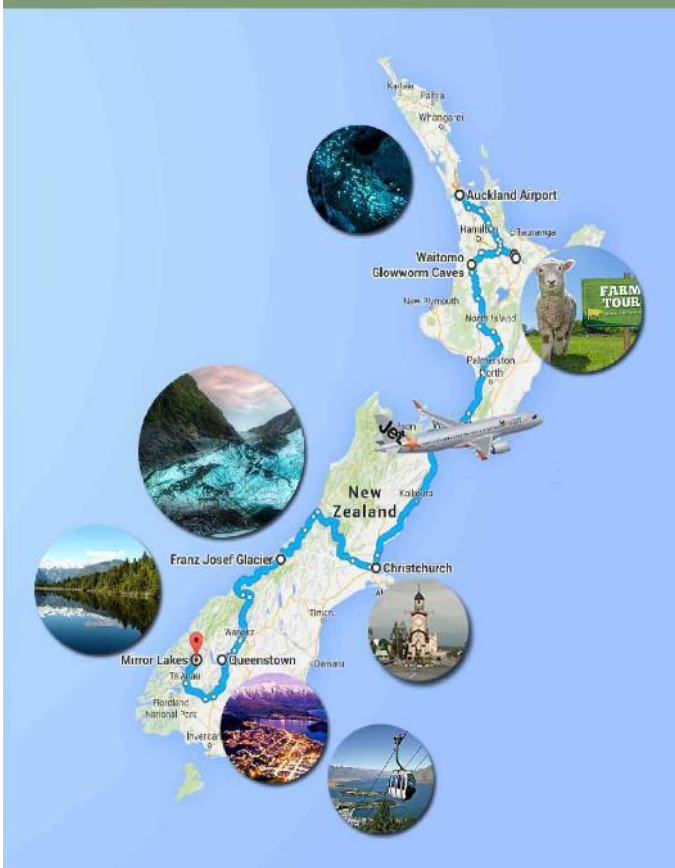 Kaitaia
Paihia
Whangarei
Auckland Airport
Hamilton
Tauranga
Waitomo
Glowworm Caves
FARM
TOUR
New Plymouth
North Island
Palmerston
North
Jet
New
Zealand
Kaikoura
Franz Josef Glacier
Christchurch
Timaru
Wanaka
Mirror Lakes
Queenstown
Te Anau
Oamaru
Fiordland
National Park
Inverca